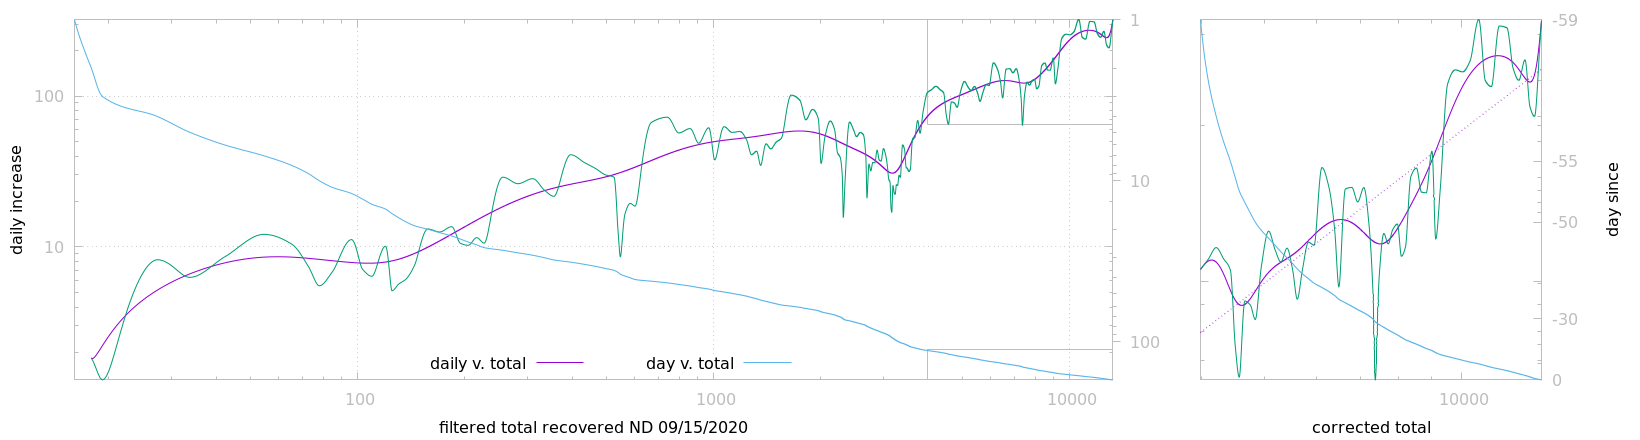 daily increase
100
10
1
10
100
daily v. total
day v. total
100
1000
10000
filtered total recovered ND 09/15/2020
-59
-55
-50
-30
0
day since
10000
corrected total